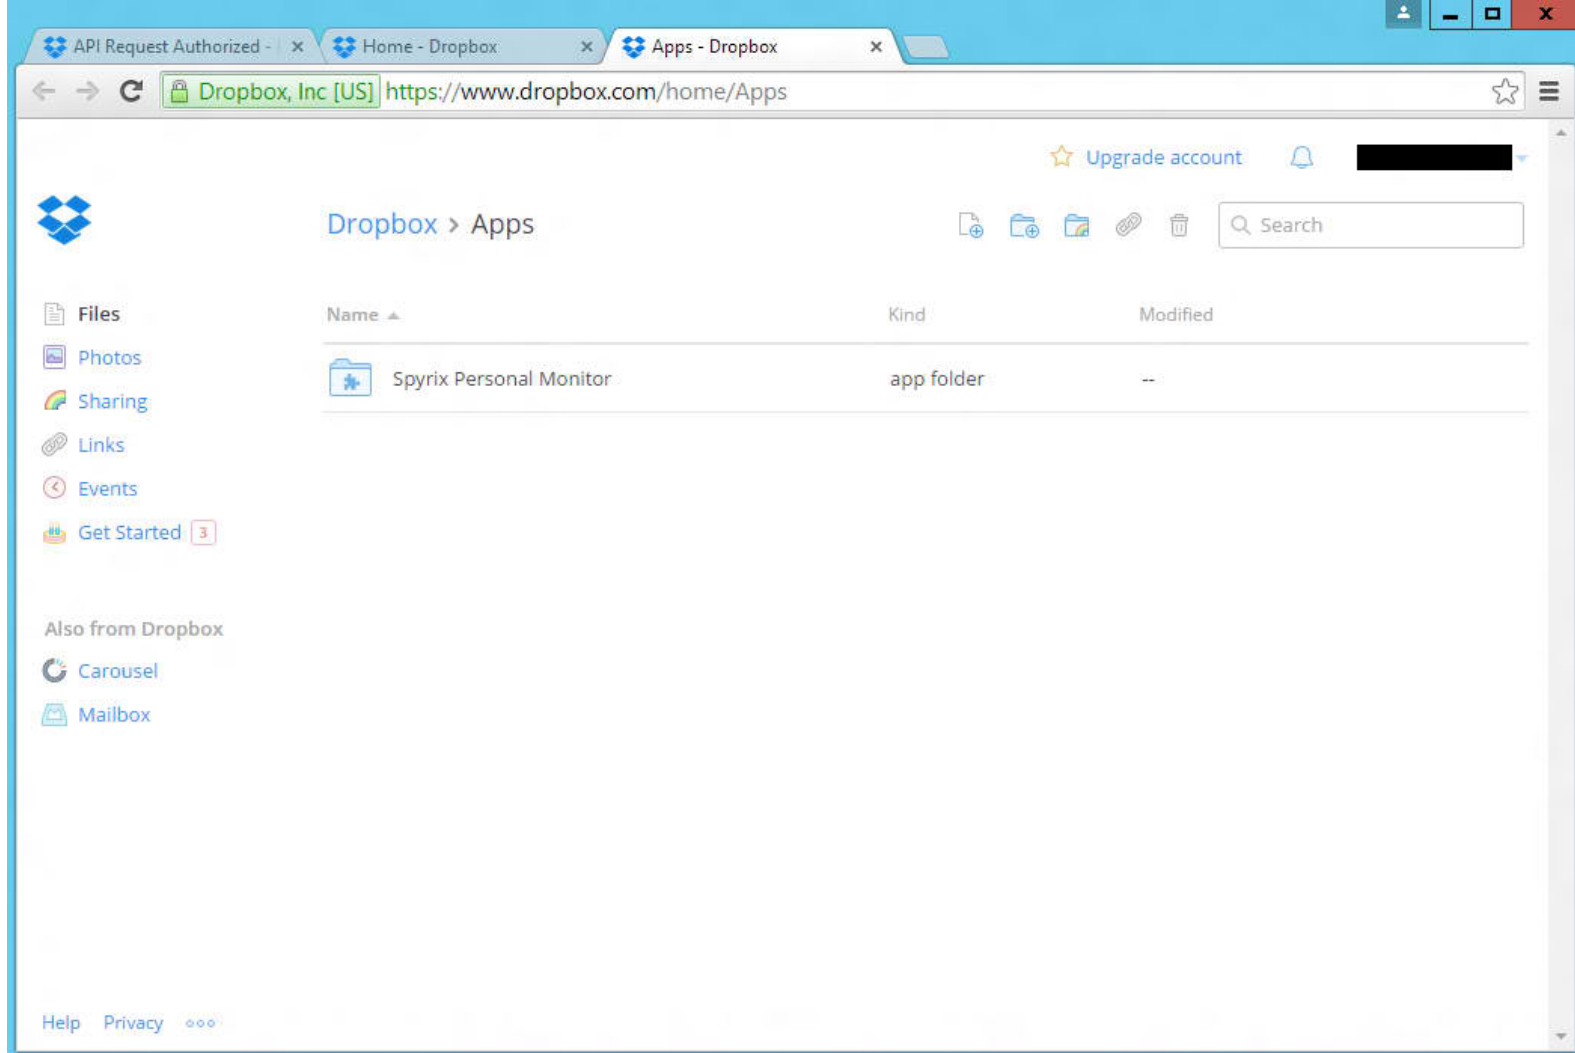 API Request Authorized -
Home - Dropbox
Apps - Dropbox
Dropbox, Inc [US] https://www.dropbox.com/home/Apps
Upgrade account
Dropbox > Apps
Search
Files
Photos
Sharing
Links
Events
Get Started 3
Name Kind Modified
Spyrix Personal Monitor app folder --
Also from Dropbox
Carousel
Mailbox
Help Privacy